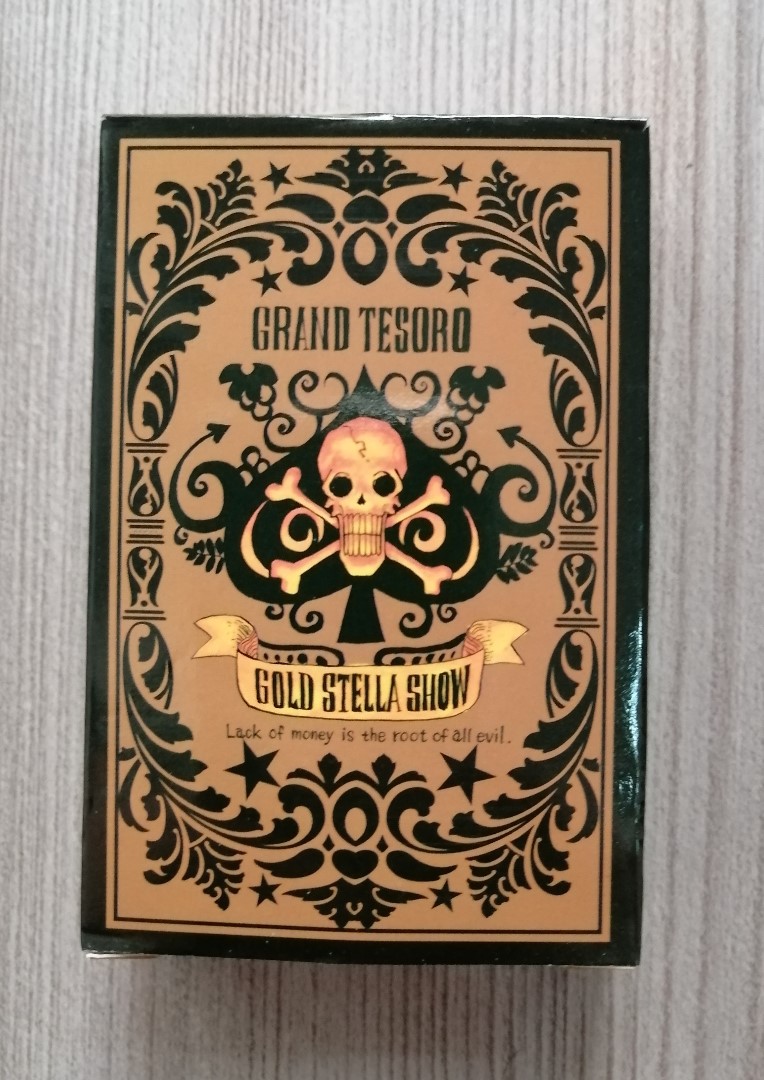 GRAND TESORO
GOLD STELLA SHOW
Lack of money is the root of all evil.